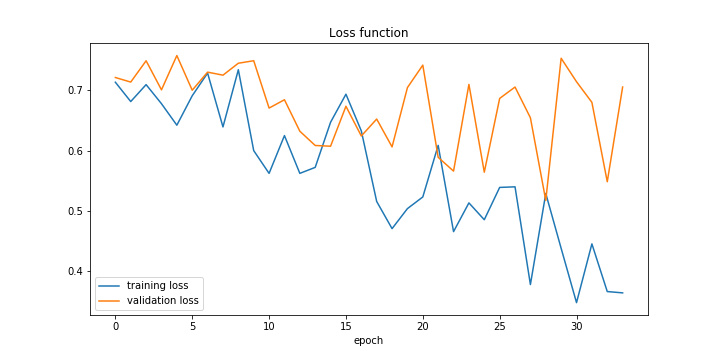 Loss function
0.7
0.6
0.5
0.4
training loss
validation loss
0 5 10 15 20 25 30
epoch